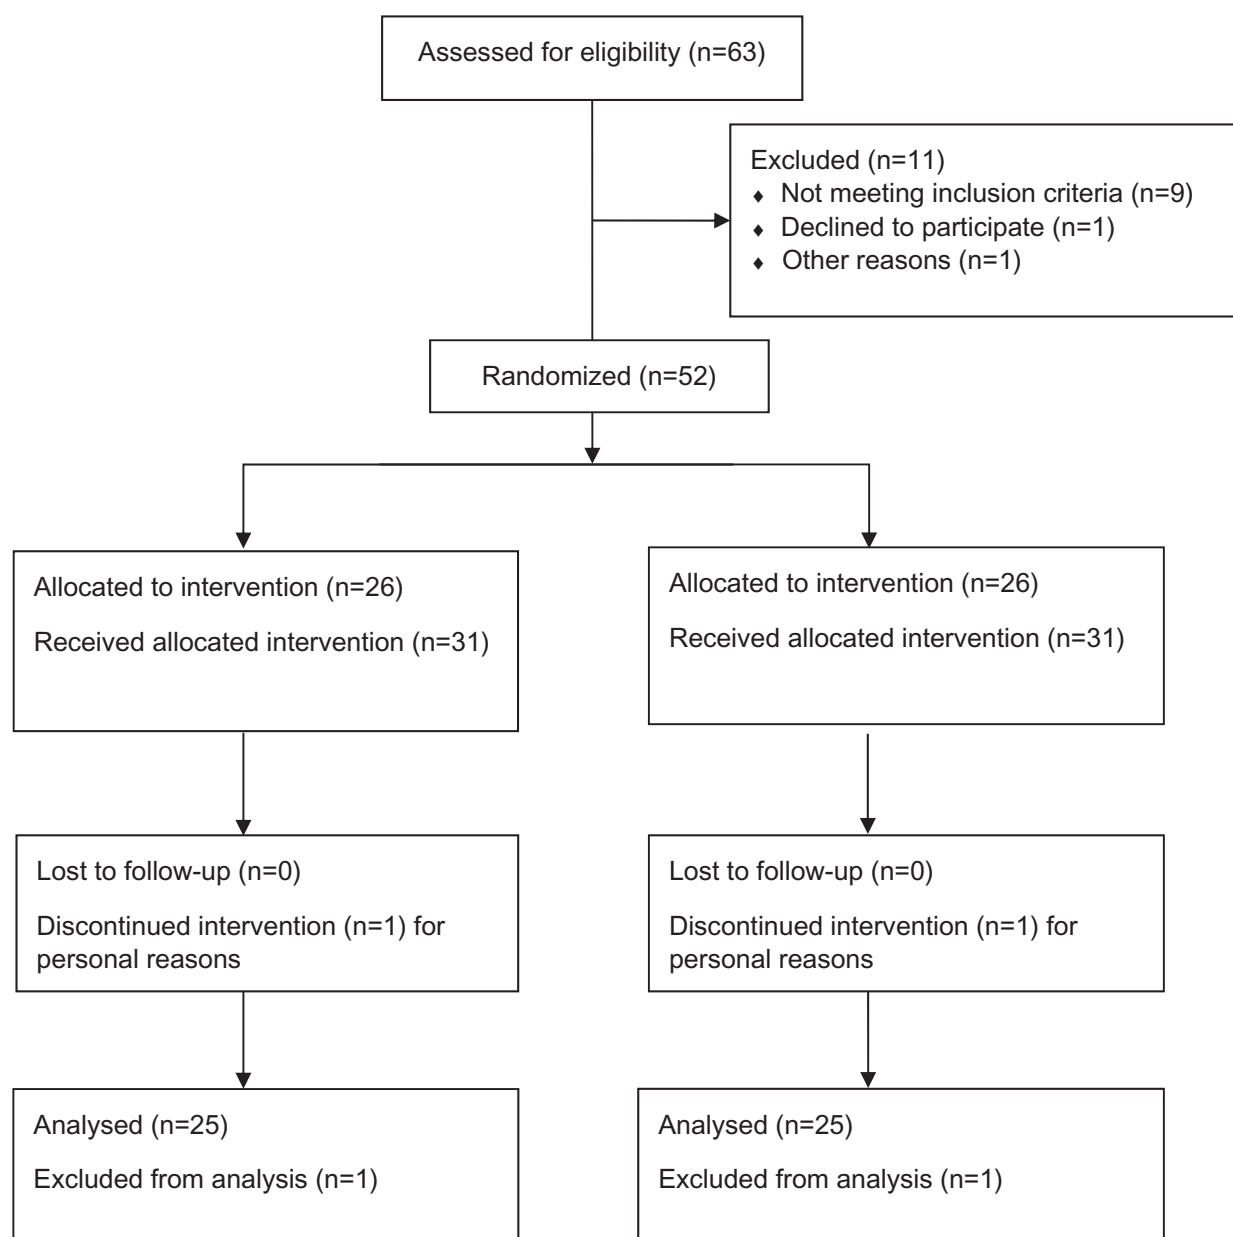 Assessed for eligibility (n=63)
Excluded (n=11)
♦ Not meeting inclusion criteria (n=9)
♦ Declined to participate (n=1)
♦ Other reasons (n=1)
Randomized (n=52)
Allocated to intervention (n=26)
Received allocated intervention (n=31)
Allocated to intervention (n=26)
Received allocated intervention (n=31)
Lost to follow-up (n=0)
Discontinued intervention (n=1) for
personal reasons
Lost to follow-up (n=0)
Discontinued intervention (n=1) for
personal reasons
Analysed (n=25)
Excluded from analysis (n=1)
Analysed (n=25)
Excluded from analysis (n=1)